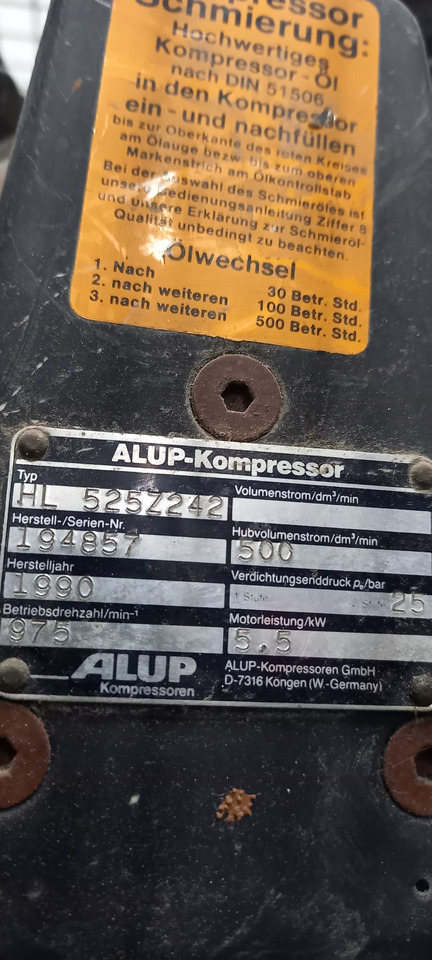 Kompressor
Schmierung:
Hochwertiges
Kompressor - Öl
nach DIN 51506
in den Kompressor
ein - und nachfüllen
bis zur Oberkante des roten Kreises
am Ölauge bezw. bis zum oberen
Markenstrich am Ölkontrollstab
Bei der Auswahl des Schmieröles ist
unsere Bedienungsanleitung Ziffer 8
und unsere Erklärung zur Schmieröl-
Qualität unbedingt zu beachten.
Ölwechsel
1. Nach 30 Betr. Std.
2. nach weiteren 100 Betr. Std.
3. nach weiteren 500 Betr. Std.
ALUP-Kompressor
Typ
HL 525Z242
Volumenstrom/dm³/min
Herstell-/Serien-Nr.
194857
Hubvolumenstrom/dm³/min
500
Herstelljahr
1990
Verdichtungsenddruck pₑ/bar
1 Stufe 25
Betriebsdrehzahl/min⁻¹
975
Motorleistung/kW
5.5
ALUP
Kompressoren
ALUP-Kompressoren GmbH
D-7316 Köngen (W.-Germany)